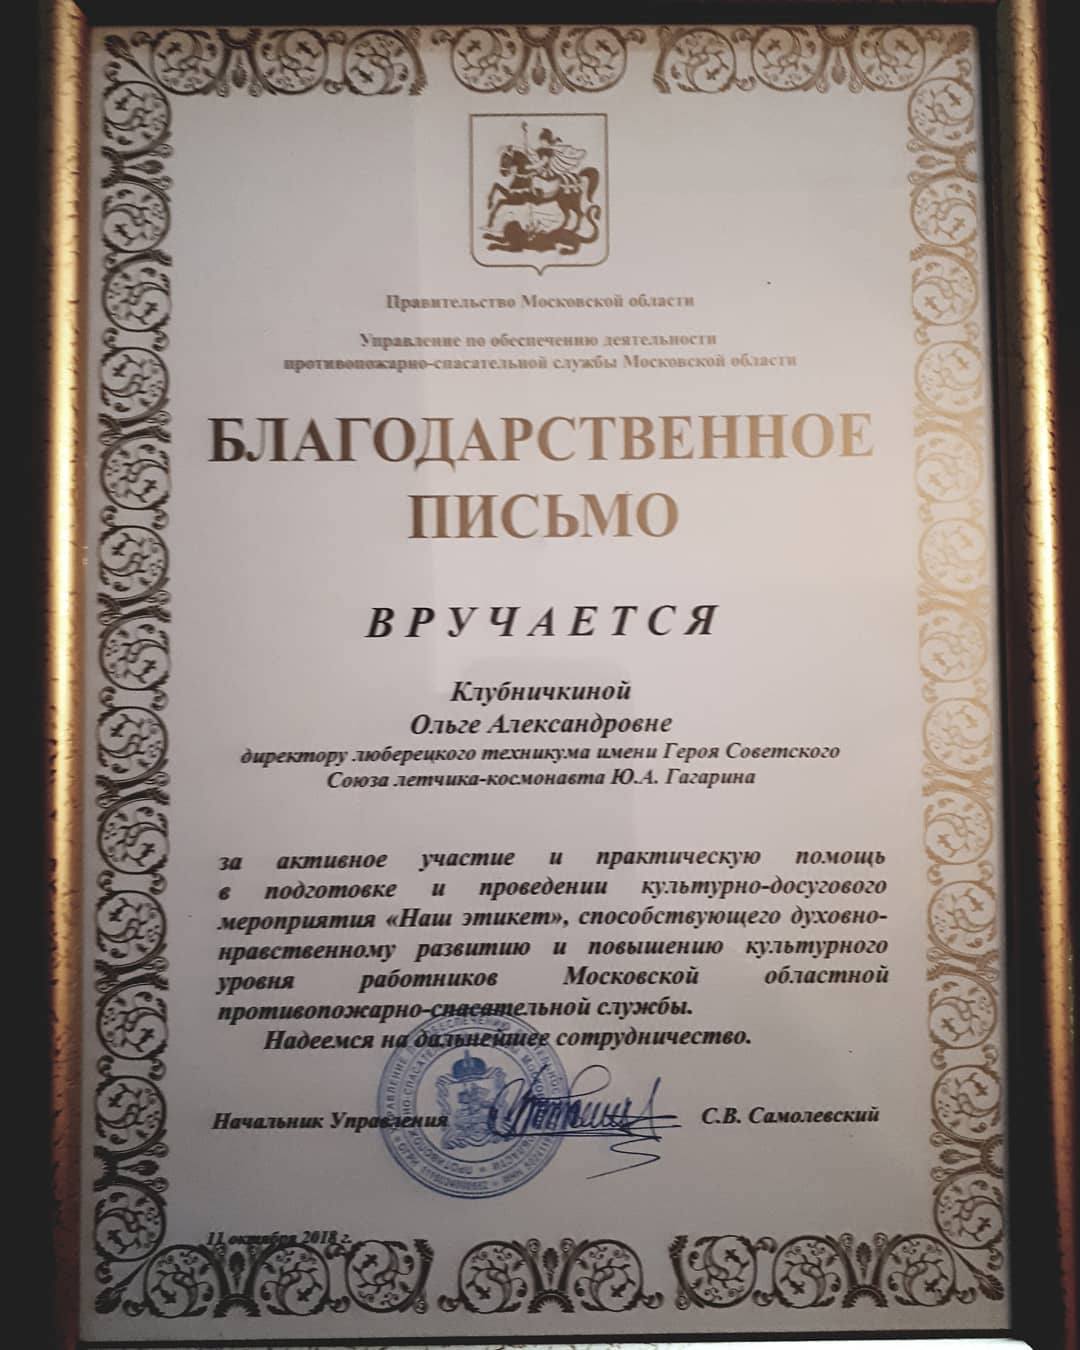 Правительство Московской области
Управление по обеспечению деятельности
противопожарно-спасательной службы Московской области
БЛАГОДАРСТВЕННОЕ
ПИСЬМО
ВРУЧАЕТСЯ
Клубничкиной
Ольге Александровне
директору люберецкого техникума имени Героя Советского
Союза летчика-космонавта Ю.А. Гагарина
за активное участие и практическую помощь
в подготовке и проведении культурно-досугового
мероприятия «Наш этикет», способствующего духовно-
нравственному развитию и повышению культурного
уровня работников Московской областной
противопожарно-спасательной службы.
Надеемся на дальнейшее сотрудничество.
Начальник Управления С.В. Самолевский
11 октября 2018 г.